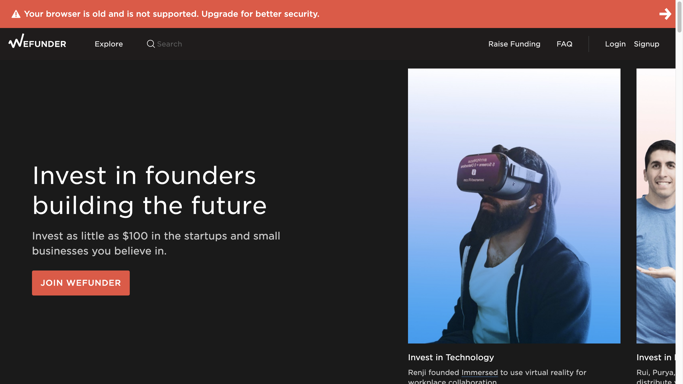 Your browser is old and is not supported. Upgrade for better security.
WEFUNDER
Explore
Search
Raise Funding
FAQ
Login
Signup
Invest in founders
building the future
Invest as little as $100 in the startups and small
businesses you believe in.
JOIN WEFUNDER
Invest in Technology
Renji founded Immersed to use virtual reality for
workplace collaboration
Invest in
Rui, Purya,
distribute